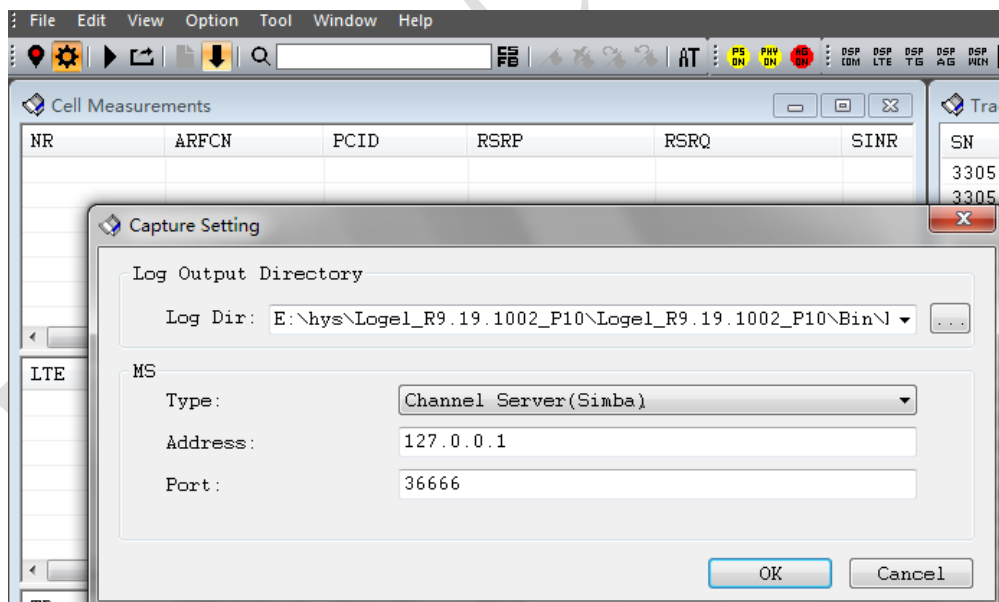 File Edit View Option Tool Window Help
AT PS ON PHY ON AG ON DSP COM DSP LTE DSP TG DSP AG DSP WCN
Cell Measurements
NR ARFCN PCID RSRP RSRQ SINR
SN
3305
3305
Capture Setting
Log Output Directory
Log Dir: E:\hys\Logel_R9.19.1002_P10\Logel_R9.19.1002_P10\Bin\
...
LTE
MS
Type: Channel Server(Simba)
Address: 127.0.0.1
Port: 36666
OK Cancel